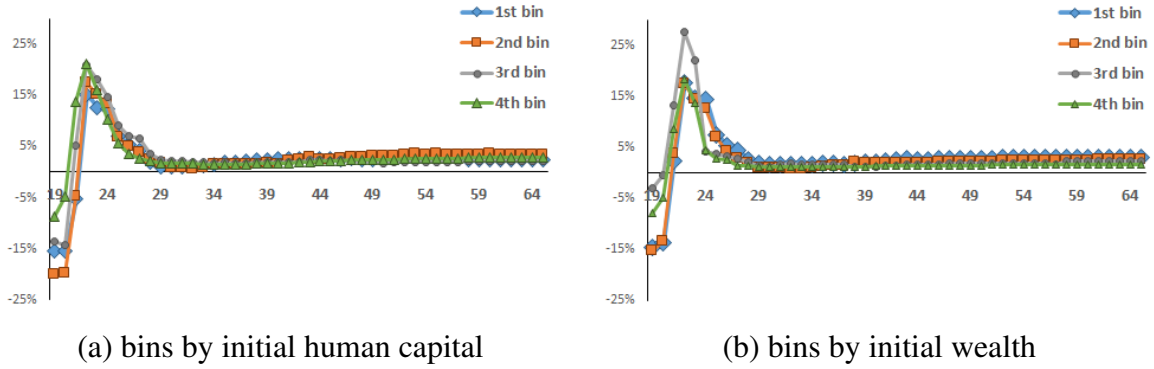 1st bin
2nd bin
3rd bin
4th bin
25%
15%
5%
-5%
-15%
-25%
19 24 29 34 39 44 49 54 59 64
(a) bins by initial human capital
1st bin
2nd bin
3rd bin
4th bin
25%
15%
5%
-5%
-15%
-25%
19 24 29 34 39 44 49 54 59 64
(b) bins by initial wealth